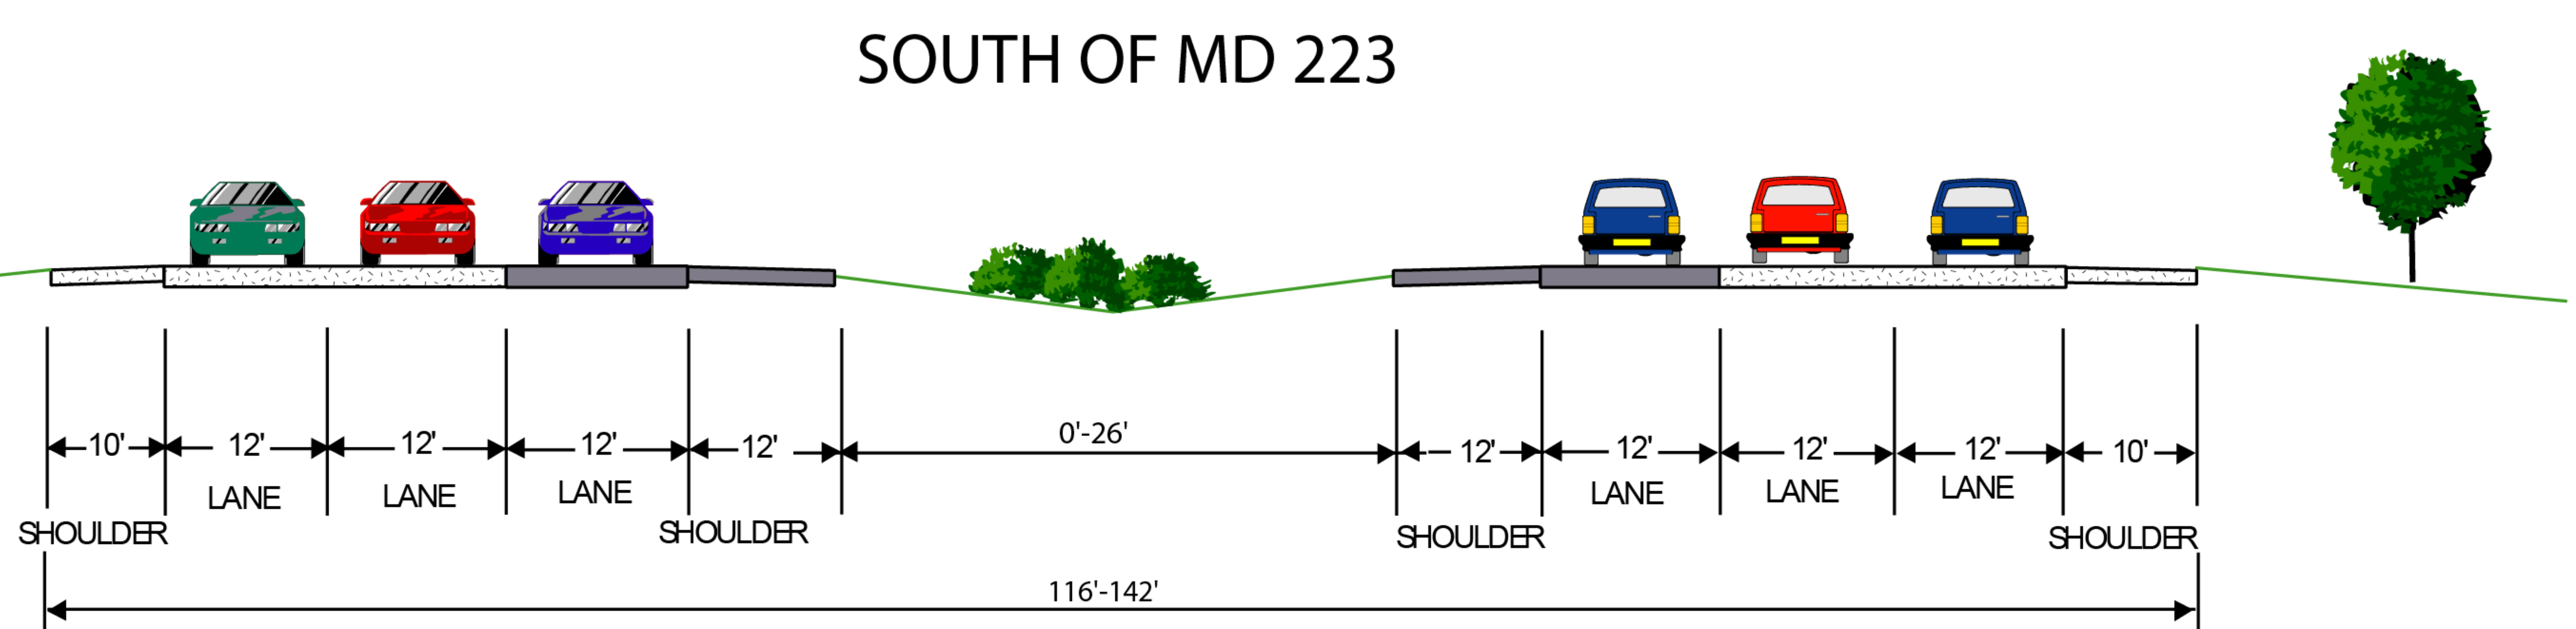 SOUTH OF MD 223
10' 12' 12' 12' 12' 0'-26' 12' 12' 12' 12' 10'
LANE LANE LANE LANE LANE LANE
SHOULDER SHOULDER SHOULDER SHOULDER
116'-142'